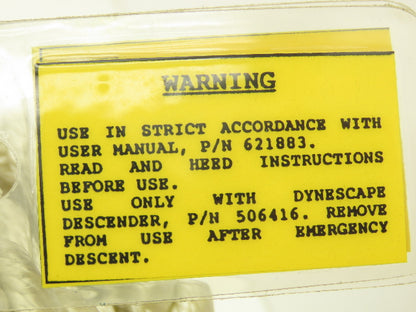 WARNING
USE IN STRICT ACCORDANCE WITH
USER MANUAL, P/N 621883.
READ AND HEED INSTRUCTIONS
BEFORE USE.
USE ONLY WITH DYNESCAPE
DESCENDER, P/N 506416. REMOVE
FROM USE AFTER EMERGENCY
DESCENT.